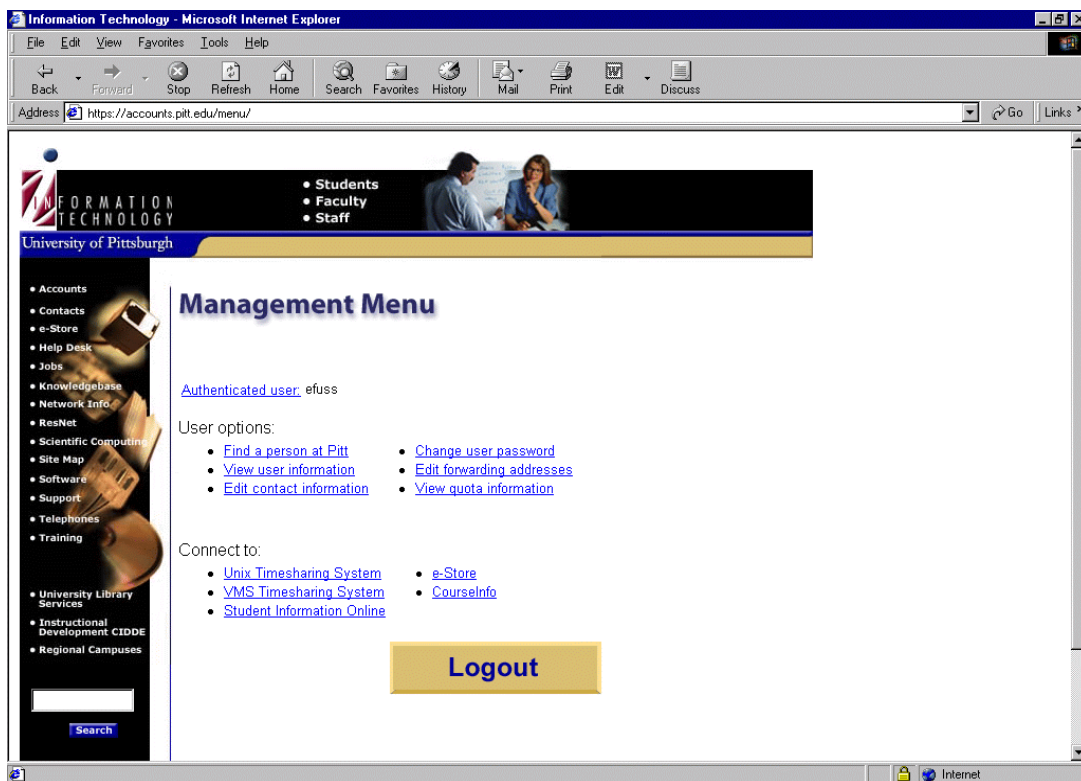 Information Technology - Microsoft Internet Explorer
File Edit View Favorites Tools Help
Back Forward Stop Refresh Home Search Favorites History Mail Print Edit Discuss
Address https://accounts.pitt.edu/menu/ Go Links
INFORMATION
TECHNOLOGY
• Students
• Faculty
• Staff
University of Pittsburgh
• Accounts
• Contacts
• e-Store
• Help Desk
• Jobs
• Knowledgebase
• Network Info
• ResNet
• Scientific Computing
• Site Map
• Software
• Support
• Telephones
• Training
• University Library
Services
• Instructional
Development CIDDE
• Regional Campuses
Search
Management Menu
Authenticated user: efuss
User options:
• Find a person at Pitt • Change user password
• View user information • Edit forwarding addresses
• Edit contact information • View quota information
Connect to:
• Unix Timesharing System • e-Store
• VMS Timesharing System • CourseInfo
• Student Information Online
Logout
Internet